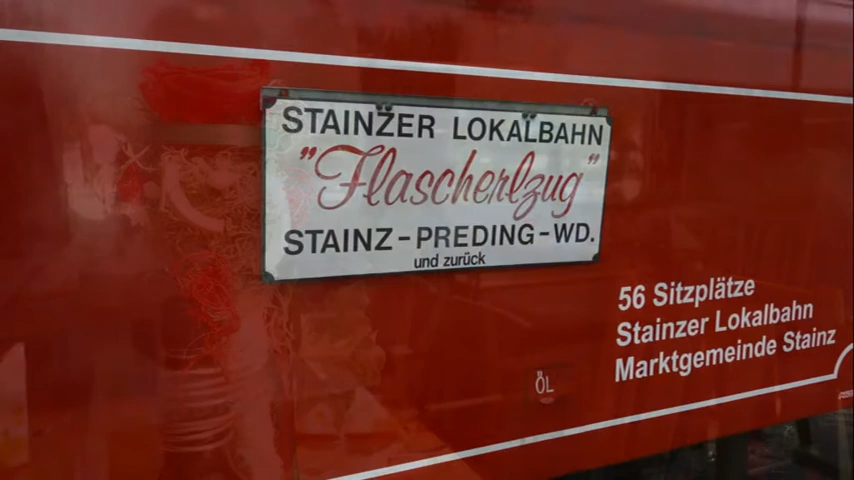 STAINZER LOKALBAHN
"Flascherlzug"
STAINZ-PREDING-WD.
und zurück
56 Sitzplätze
Stainzer Lokalbahn
Marktgemeinde Stainz
ÖL